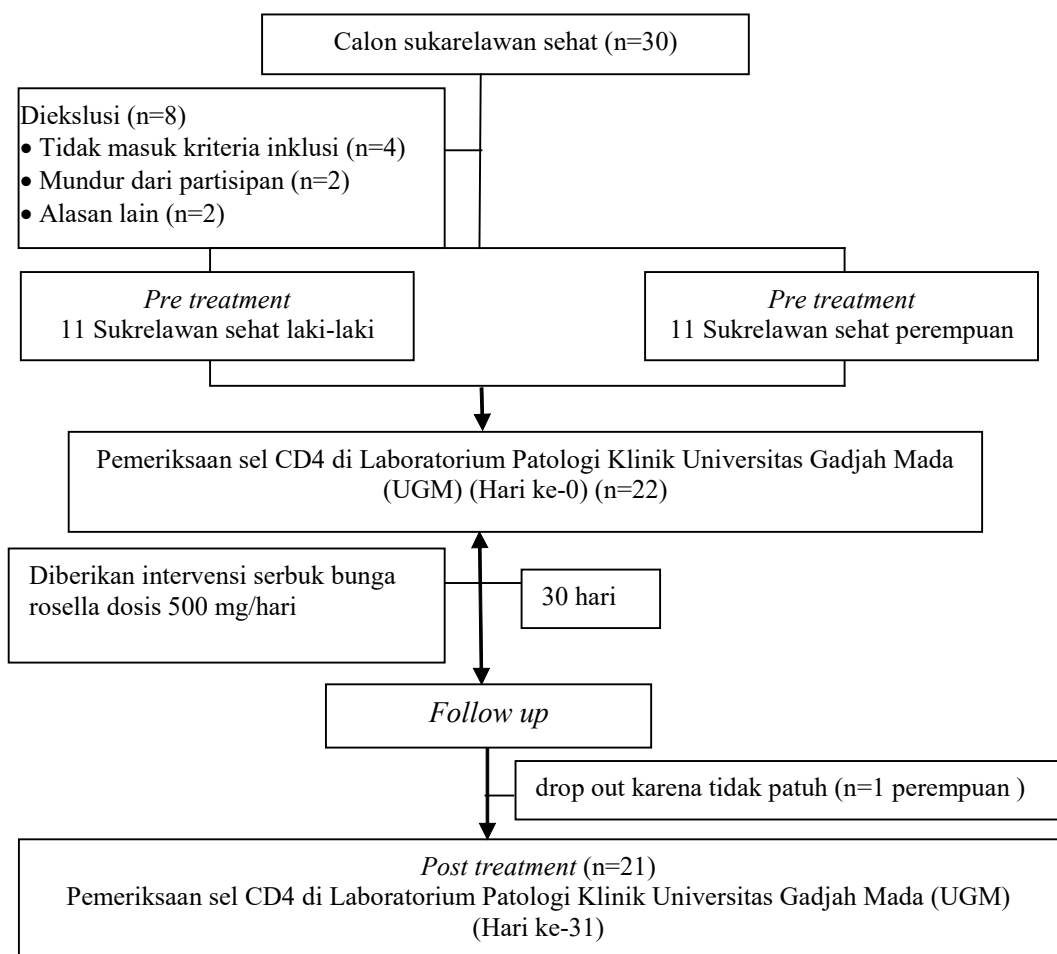 Calon sukarelawan sehat (n=30)
Diekslusi (n=8)
• Tidak masuk kriteria inklusi (n=4)
• Mundur dari partisipan (n=2)
• Alasan lain (n=2)
Pre treatment
11 Sukrelawan sehat laki-laki
Pre treatment
11 Sukrelawan sehat perempuan
Pemeriksaan sel CD4 di Laboratorium Patologi Klinik Universitas Gadjah Mada
(UGM) (Hari ke-0) (n=22)
Diberikan intervensi serbuk bunga
rosella dosis 500 mg/hari
30 hari
Follow up
drop out karena tidak patuh (n=1 perempuan )
Post treatment (n=21)
Pemeriksaan sel CD4 di Laboratorium Patologi Klinik Universitas Gadjah Mada (UGM)
(Hari ke-31)